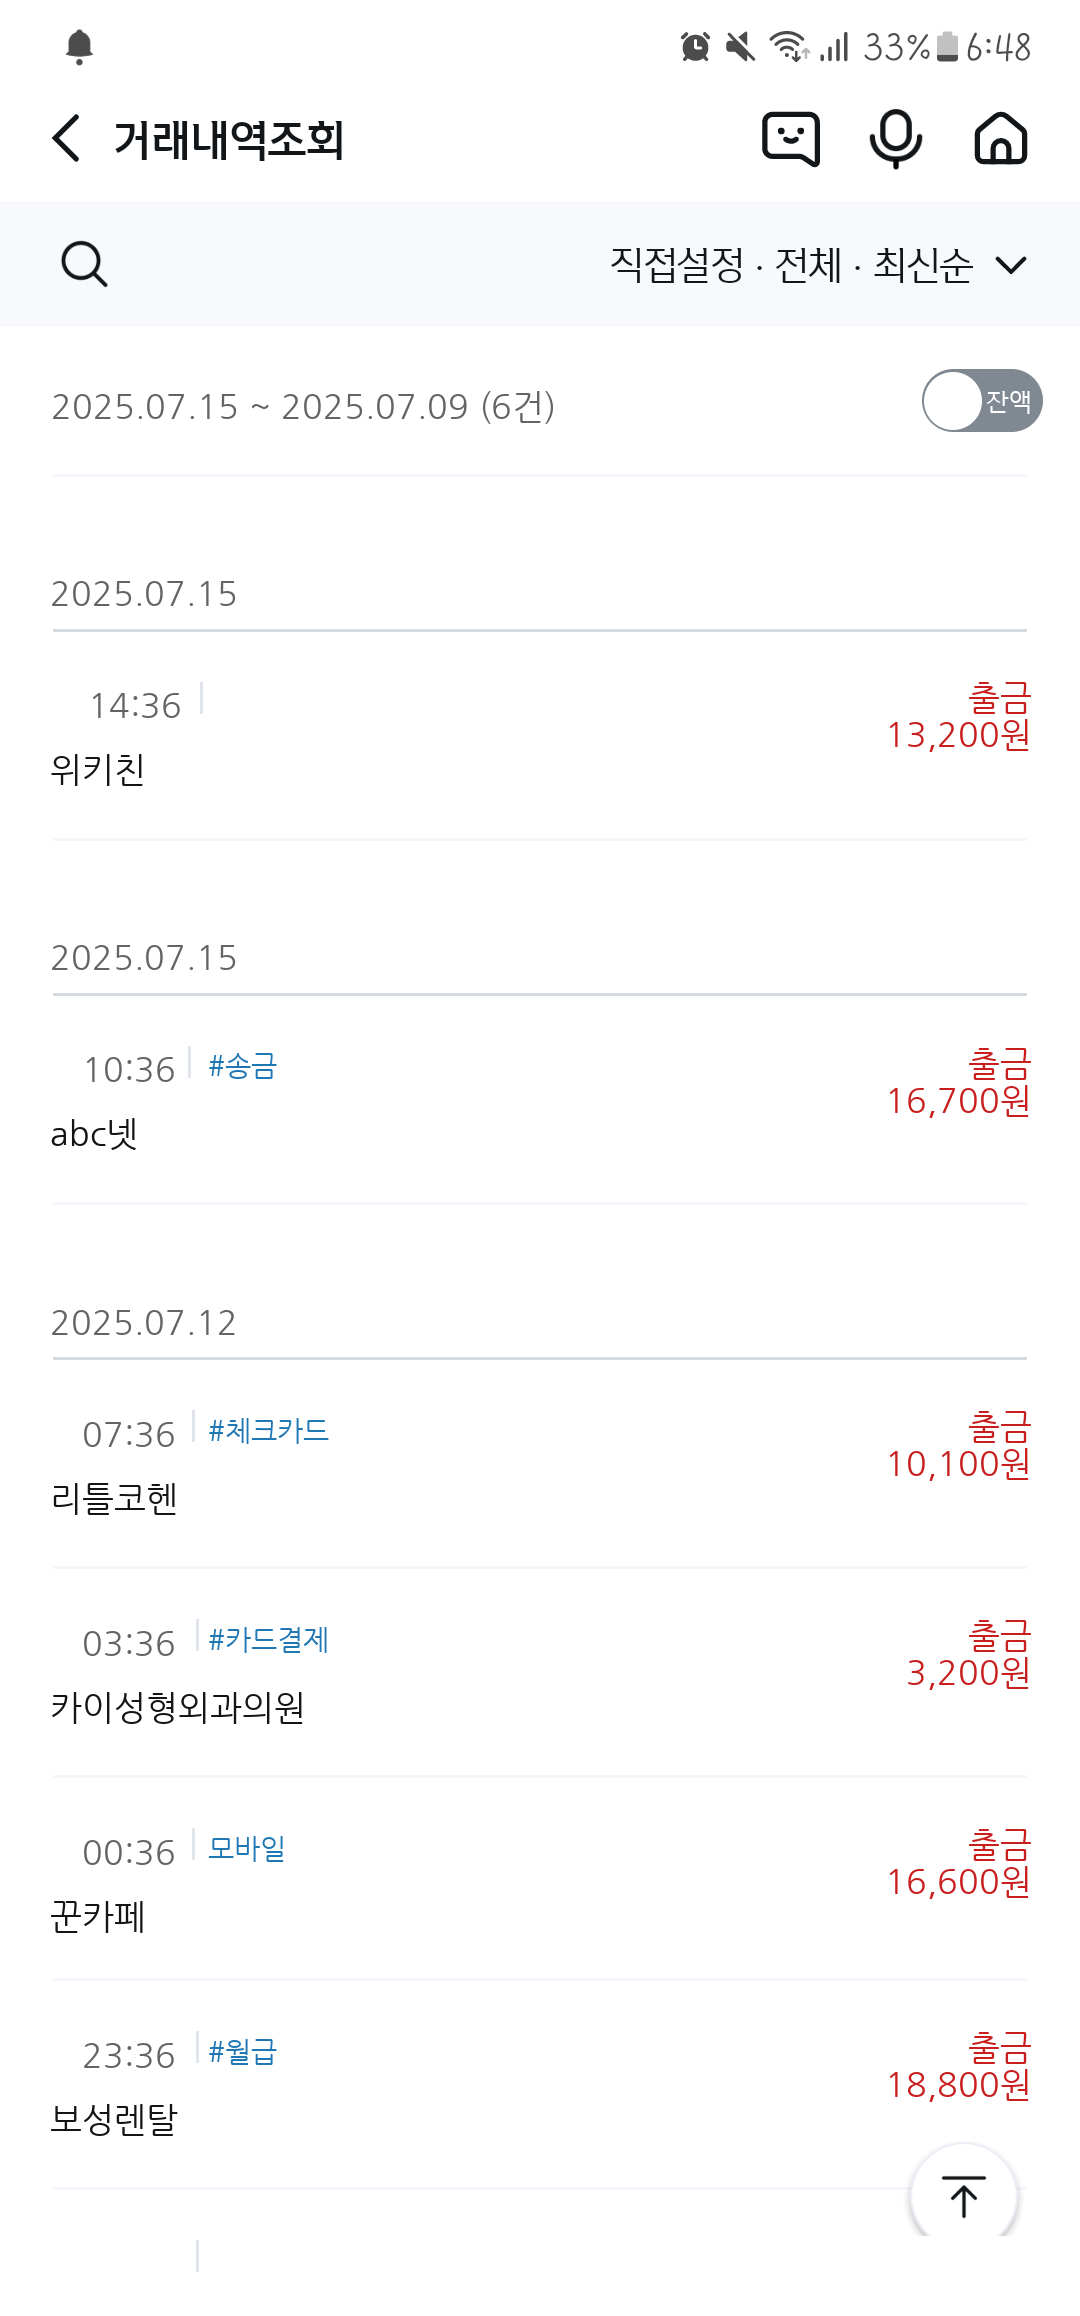 33% 6:48
거래내역조회
직접설정 · 전체 · 최신순
2025.07.15 ~ 2025.07.09 (6건)
잔액
2025.07.15
14:36
출금
13,200원
위키친
2025.07.15
10:36 #송금
출금
16,700원
abc넷
2025.07.12
07:36 #체크카드
출금
10,100원
리틀코헨
03:36 #카드결제
출금
3,200원
카이성형외과의원
00:36 모바일
출금
16,600원
꾼카페
23:36 #월급
출금
18,800원
보성렌탈